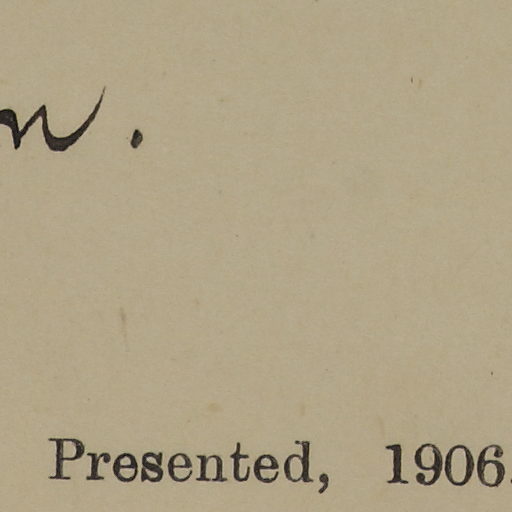 n.
Presented, 1906.